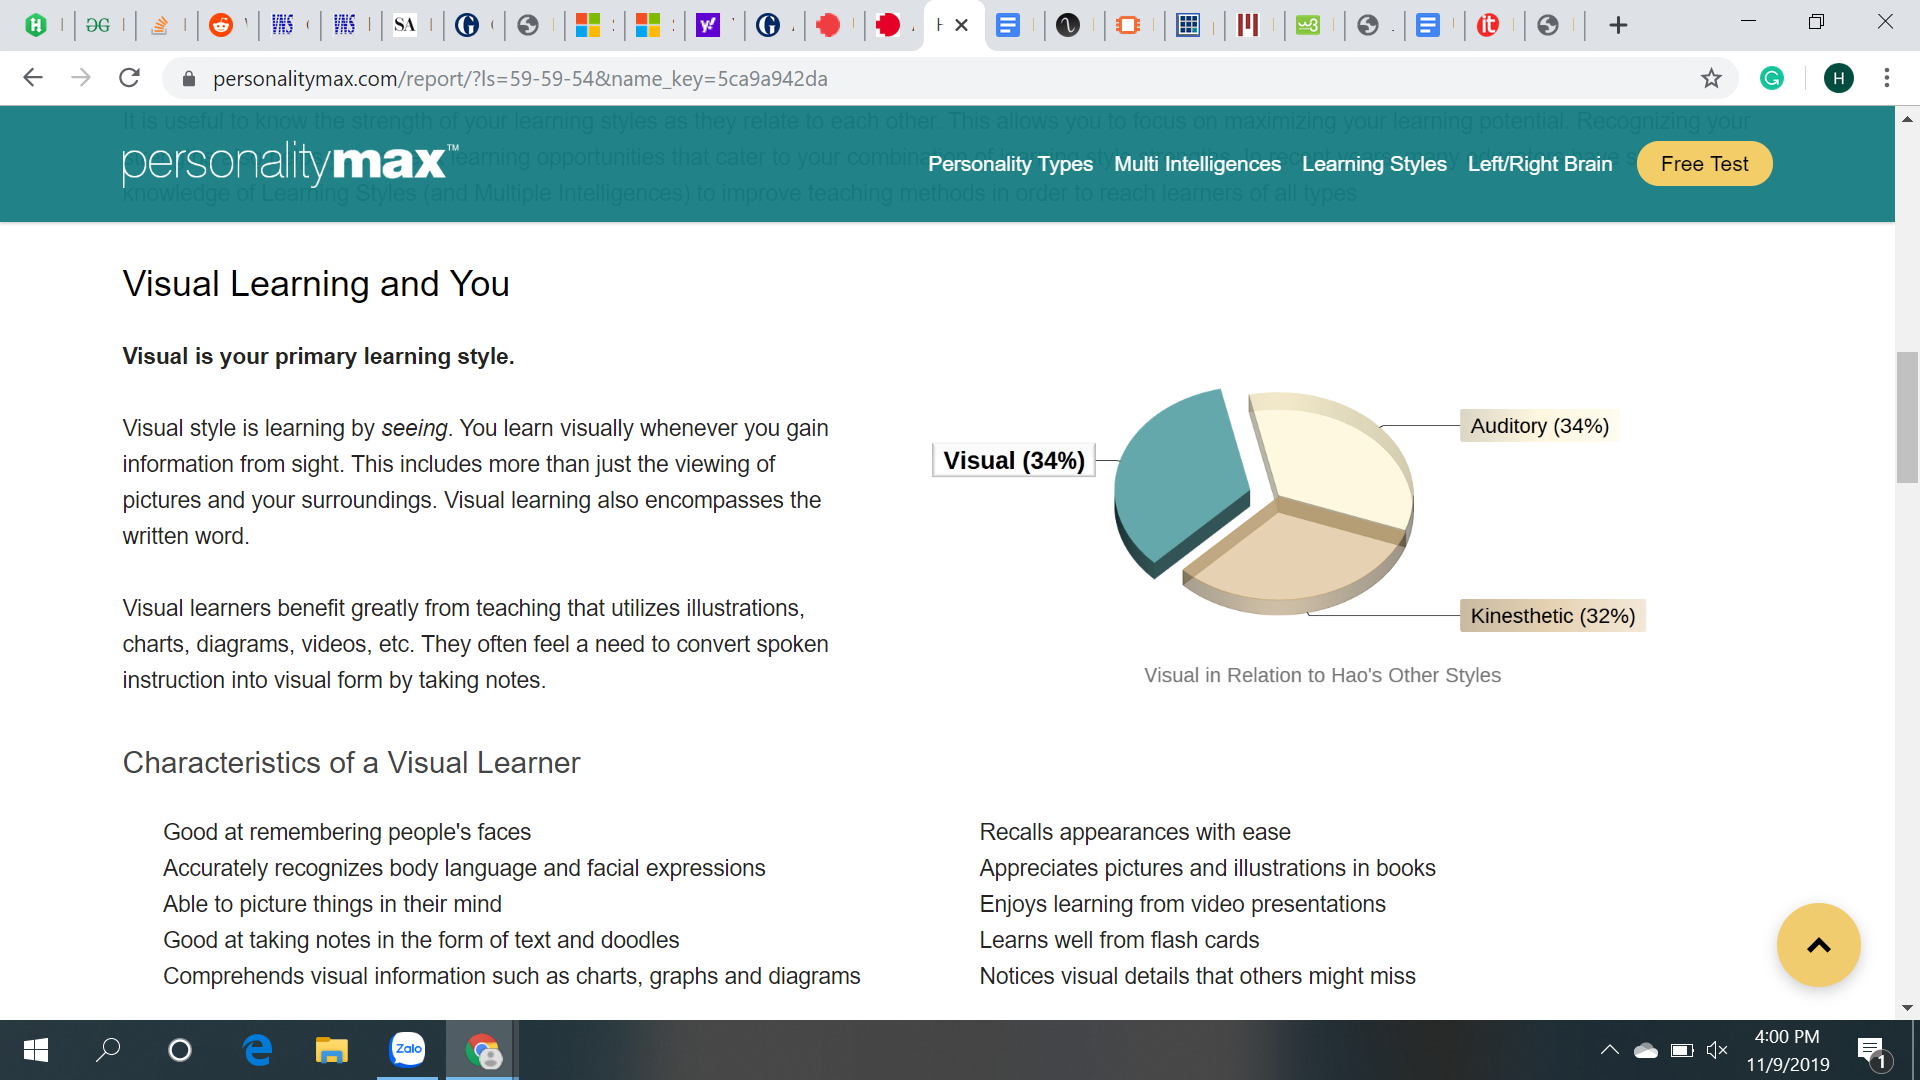 personalitymax.com/report/?ls=59-59-54&name_key=5ca9a942da
H
It is useful to know the strength of your learning styles as they relate to each other. This allows you to focus on maximizing your learning potential. Recognizing your
personalitymax™
learning opportunities that cater to your
Personality Types Multi Intelligences Learning Styles Left/Right Brain Free Test
knowledge of Learning Styles (and Multiple Intelligences) to improve teaching methods in order to reach learners of all types
Visual Learning and You
Visual is your primary learning style.
Visual style is learning by seeing. You learn visually whenever you gain
information from sight. This includes more than just the viewing of
pictures and your surroundings. Visual learning also encompasses the
written word.
Visual learners benefit greatly from teaching that utilizes illustrations,
charts, diagrams, videos, etc. They often feel a need to convert spoken
instruction into visual form by taking notes.
Visual (34%)
Auditory (34%)
Kinesthetic (32%)
Visual in Relation to Hao's Other Styles
Characteristics of a Visual Learner
Good at remembering people's faces
Accurately recognizes body language and facial expressions
Able to picture things in their mind
Good at taking notes in the form of text and doodles
Comprehends visual information such as charts, graphs and diagrams
Recalls appearances with ease
Appreciates pictures and illustrations in books
Enjoys learning from video presentations
Learns well from flash cards
Notices visual details that others might miss
Zalo
4:00 PM
11/9/2019
1